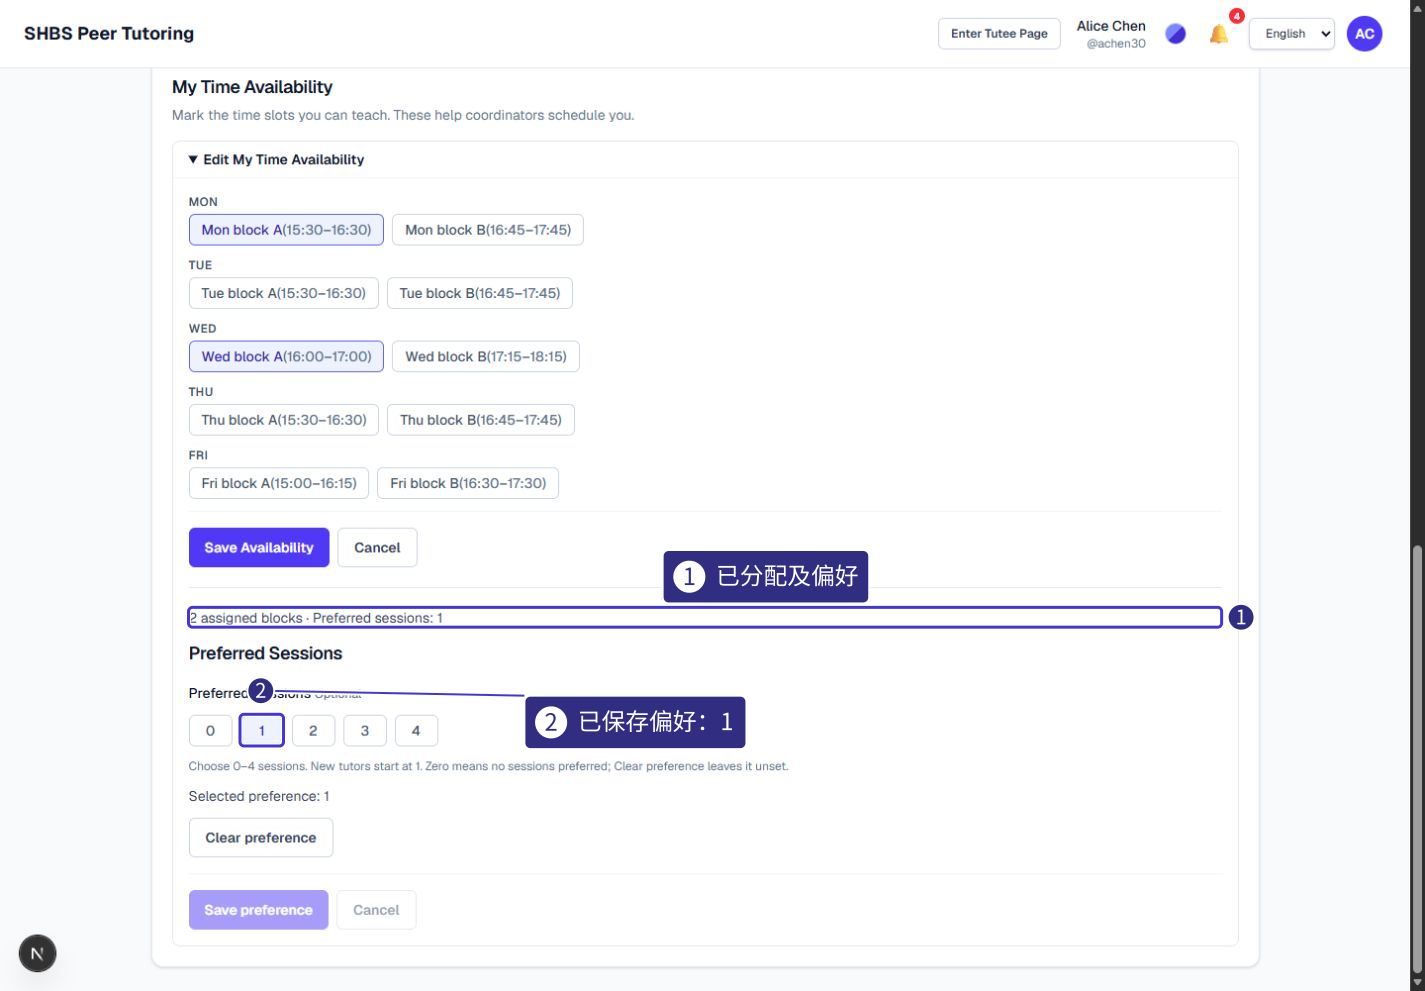 SHBS Peer Tutoring
Enter Tutee Page
Alice Chen
@achen30
4
English
AC
My Time Availability
Mark the time slots you can teach. These help coordinators schedule you.
▼ Edit My Time Availability
MON
Mon block A(15:30–16:30) Mon block B(16:45–17:45)
TUE
Tue block A(15:30–16:30) Tue block B(16:45–17:45)
WED
Wed block A(16:00–17:00) Wed block B(17:15–18:15)
THU
Thu block A(15:30–16:30) Thu block B(16:45–17:45)
FRI
Fri block A(15:00–16:15) Fri block B(16:30–17:30)
Save Availability Cancel
1 已分配及偏好
2 assigned blocks · Preferred sessions: 1
1
Preferred Sessions
Preferred 2
2 已保存偏好：1
0 1 2 3 4
Choose 0–4 sessions. New tutors start at 1. Zero means no sessions preferred; Clear preference leaves it unset.
Selected preference: 1
Clear preference
Save preference Cancel
N